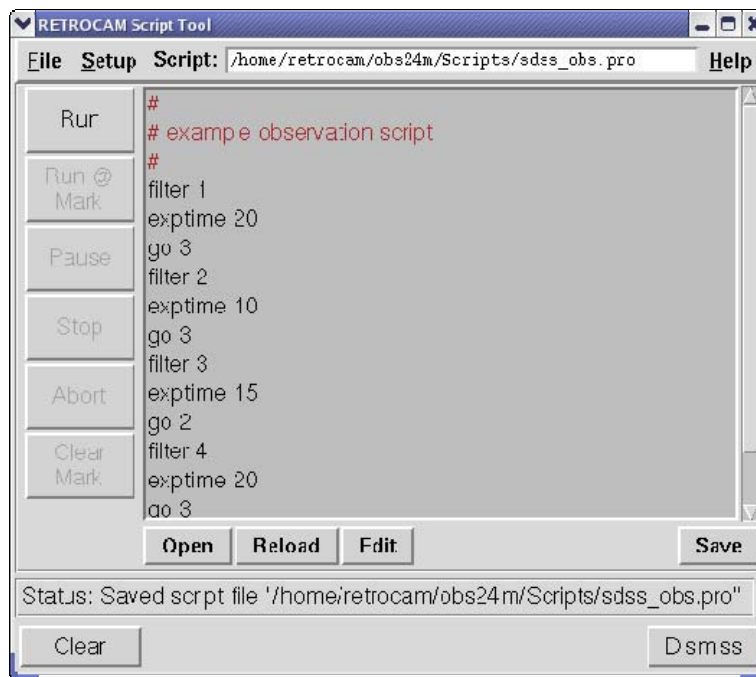 RETROCAM Script Tool
File Setup Script: /home/retrocam/obs24m/Scripts/sdss_obs.pro Help
Run
Run @
Mark
Pause
Stop
Abort
Clear
Mark
#
# example observation script
#
filter 1
exptime 20
go 3
filter 2
exptime 10
go 3
filter 3
exptime 15
go 2
filter 4
exptime 20
go 3
Open Reload Edit Save
Status: Saved script file "/home/retrocam/obs24m/Scripts/sdss_obs.pro"
Clear Dismiss